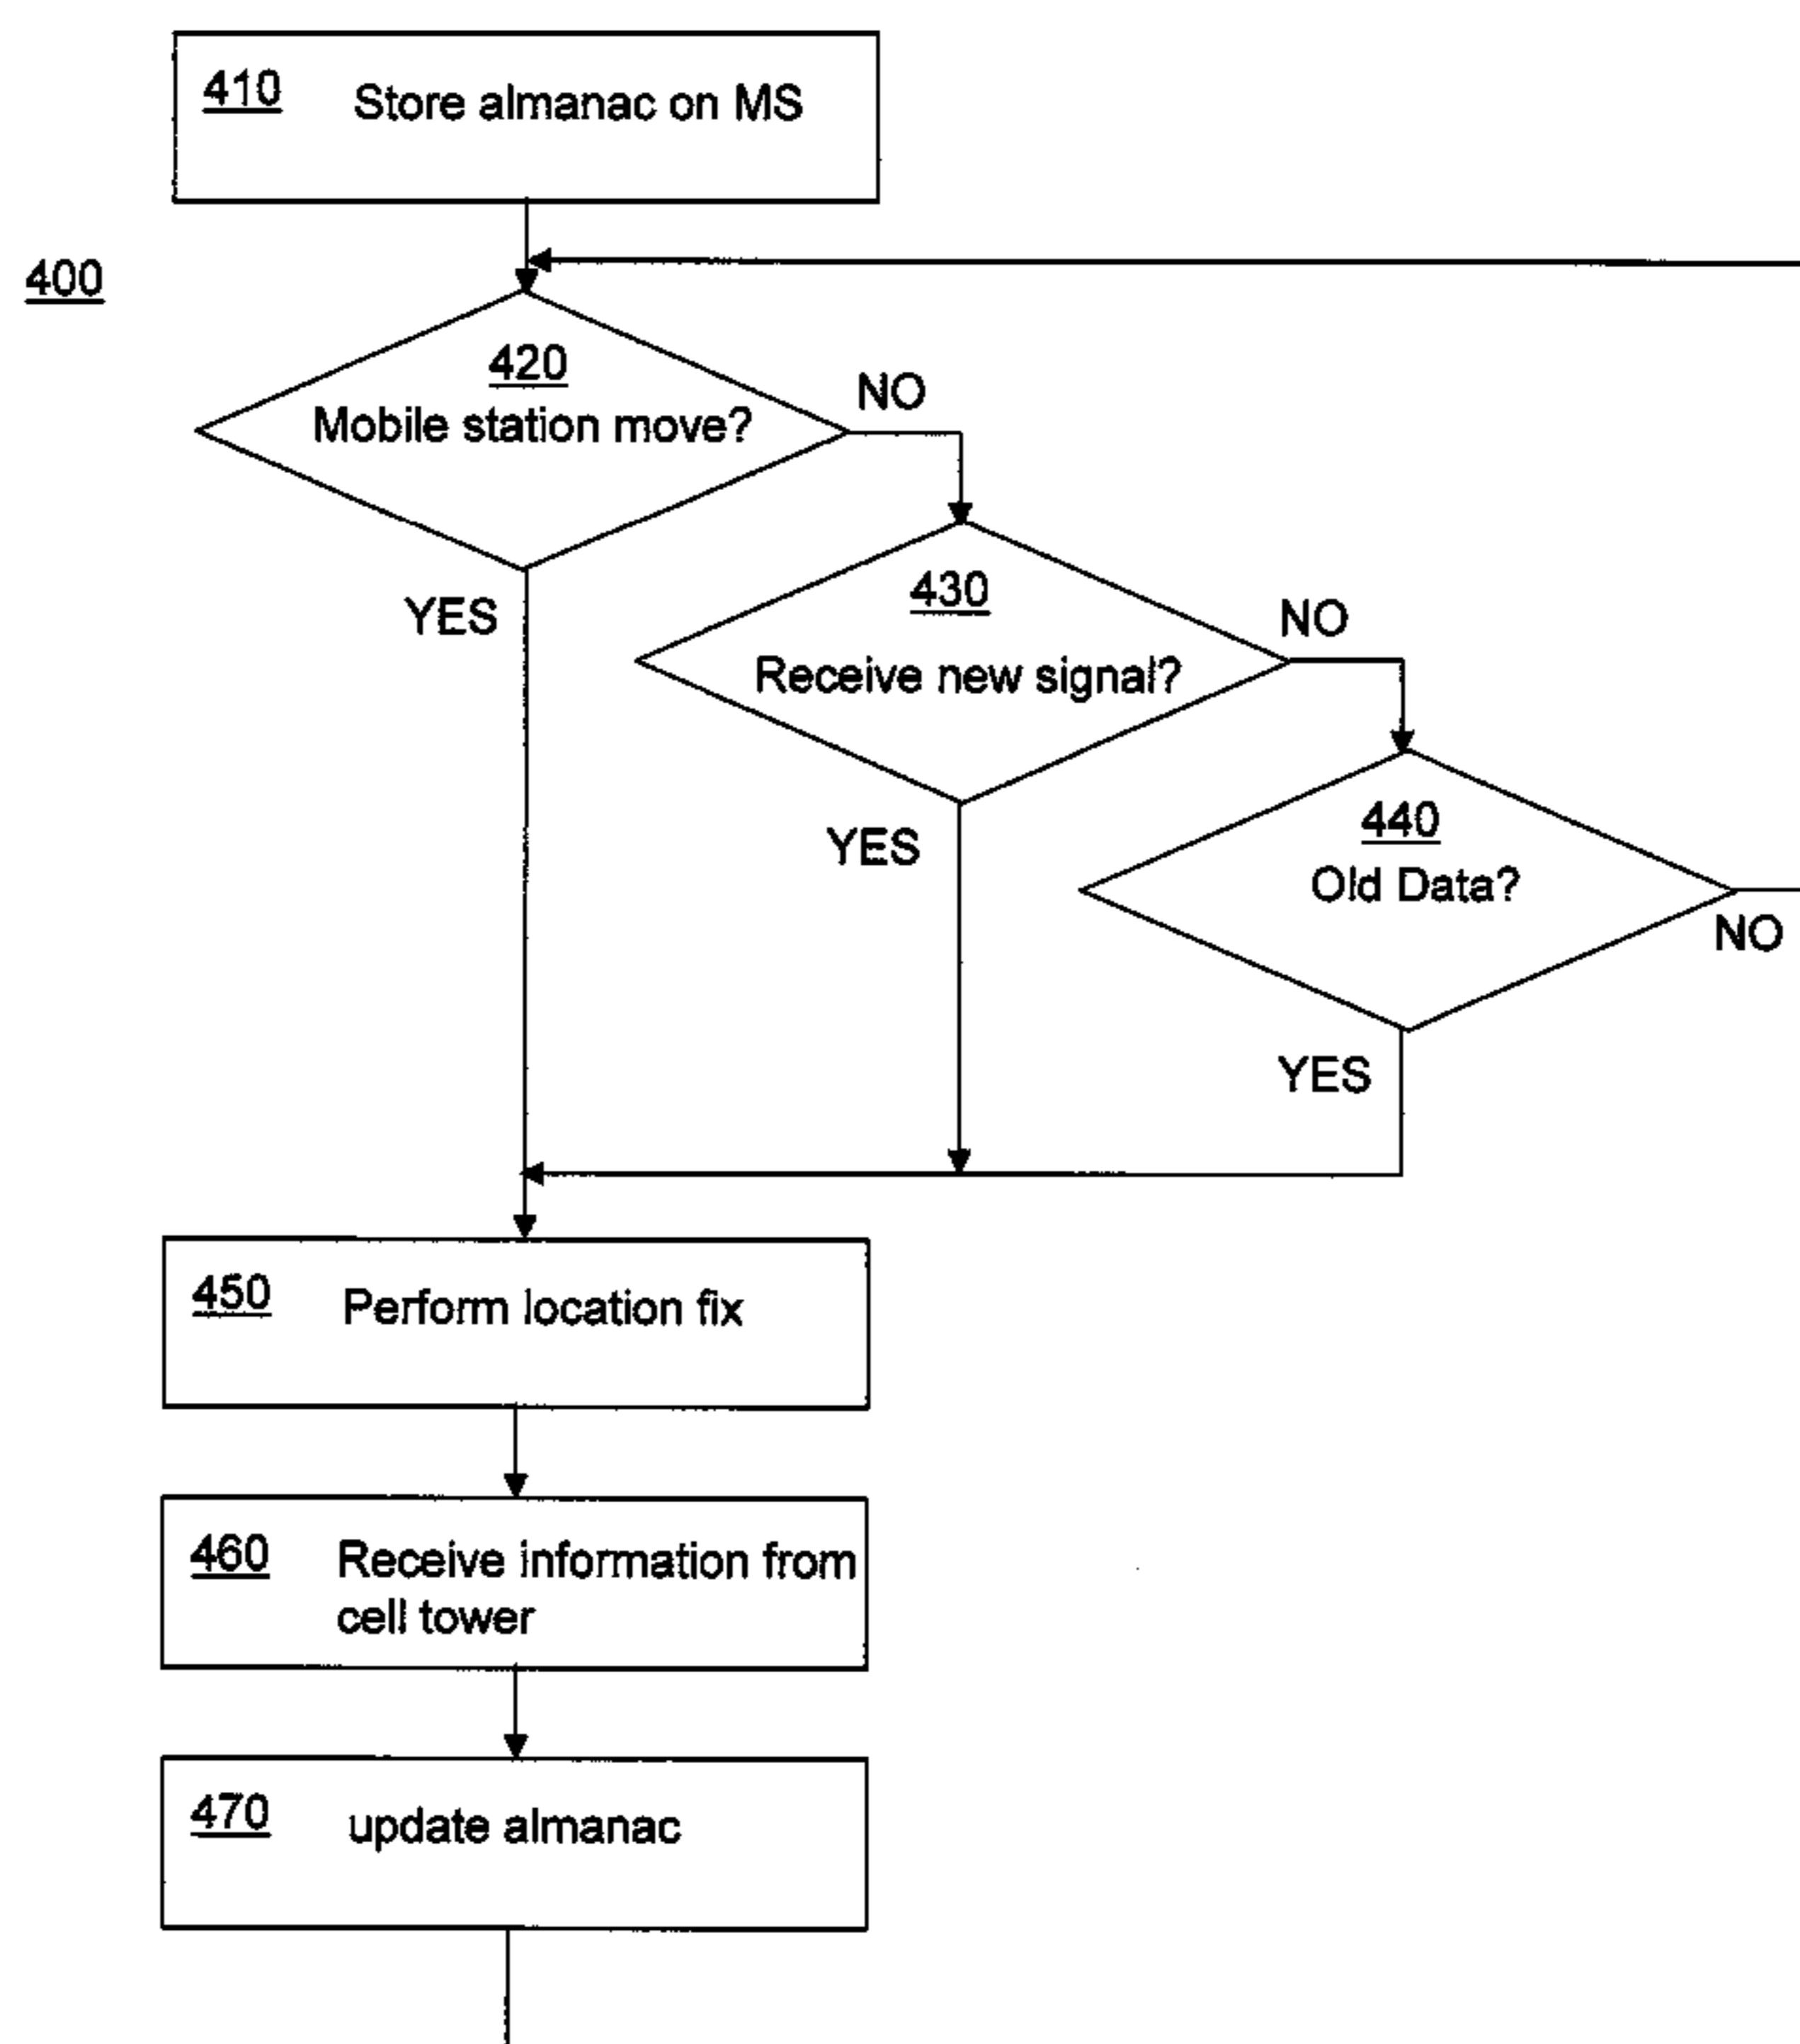 410 Store almanac on MS
400
420
Mobile station move?
NO
YES
430
Receive new signal?
NO
YES
440
Old Data?
NO
YES
450 Perform location fix
460 Receive information from
cell tower
470 update almanac